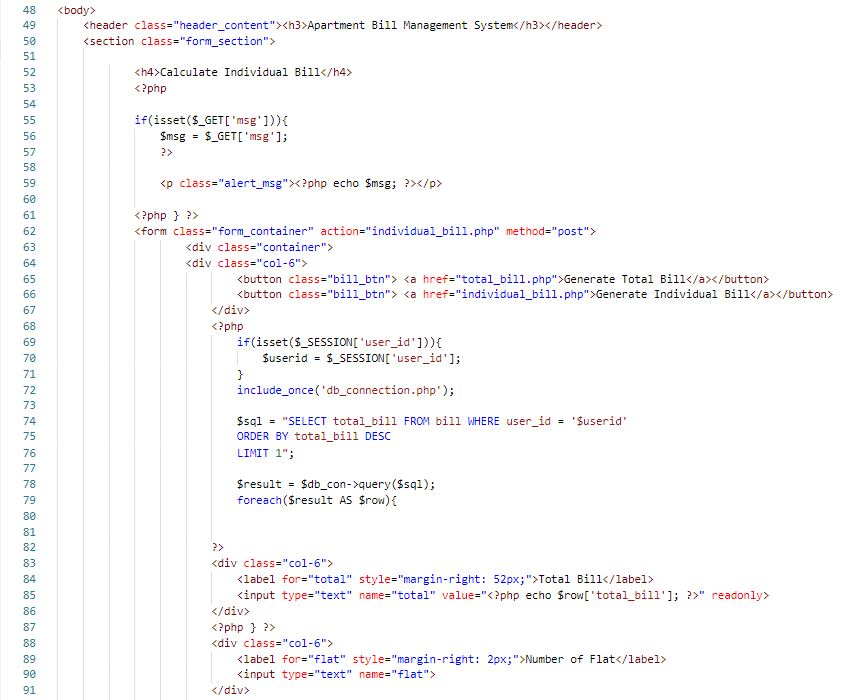 48 <body>
49 <header class="header_content"><h3>Apartment Bill Management System</h3></header>
50 <section class="form_section">
51
52 <h4>Calculate Individual Bill</h4>
53 <?php
54
55 if(isset($_GET['msg'])){
56 $msg = $_GET['msg'];
57 ?>
58
59 <p class="alert_msg"><?php echo $msg; ?></p>
60
61 <?php } ?>
62 <form class="form_container" action="individual_bill.php" method="post">
63 <div class="container">
64 <div class="col-6">
65 <button class="bill_btn"> <a href="total_bill.php">Generate Total Bill</a></button>
66 <button class="bill_btn"> <a href="individual_bill.php">Generate Individual Bill</a></button>
67 </div>
68 <?php
69 if(isset($_SESSION['user_id'])){
70 $userid = $_SESSION['user_id'];
71 }
72 include_once('db_connection.php');
73
74 $sql = "SELECT total_bill FROM bill WHERE user_id = '$userid'
75 ORDER BY total_bill DESC
76 LIMIT 1";
77
78 $result = $db_con->query($sql);
79 foreach($result AS $row){
80
81
82 ?>
83 <div class="col-6">
84 <label for="total" style="margin-right: 52px;">Total Bill</label>
85 <input type="text" name="total" value="<?php echo $row['total_bill']; ?>" readonly>
86 </div>
87 <?php } ?>
88 <div class="col-6">
89 <label for="flat" style="margin-right: 2px;">Number of Flat</label>
90 <input type="text" name="flat">
91 </div>